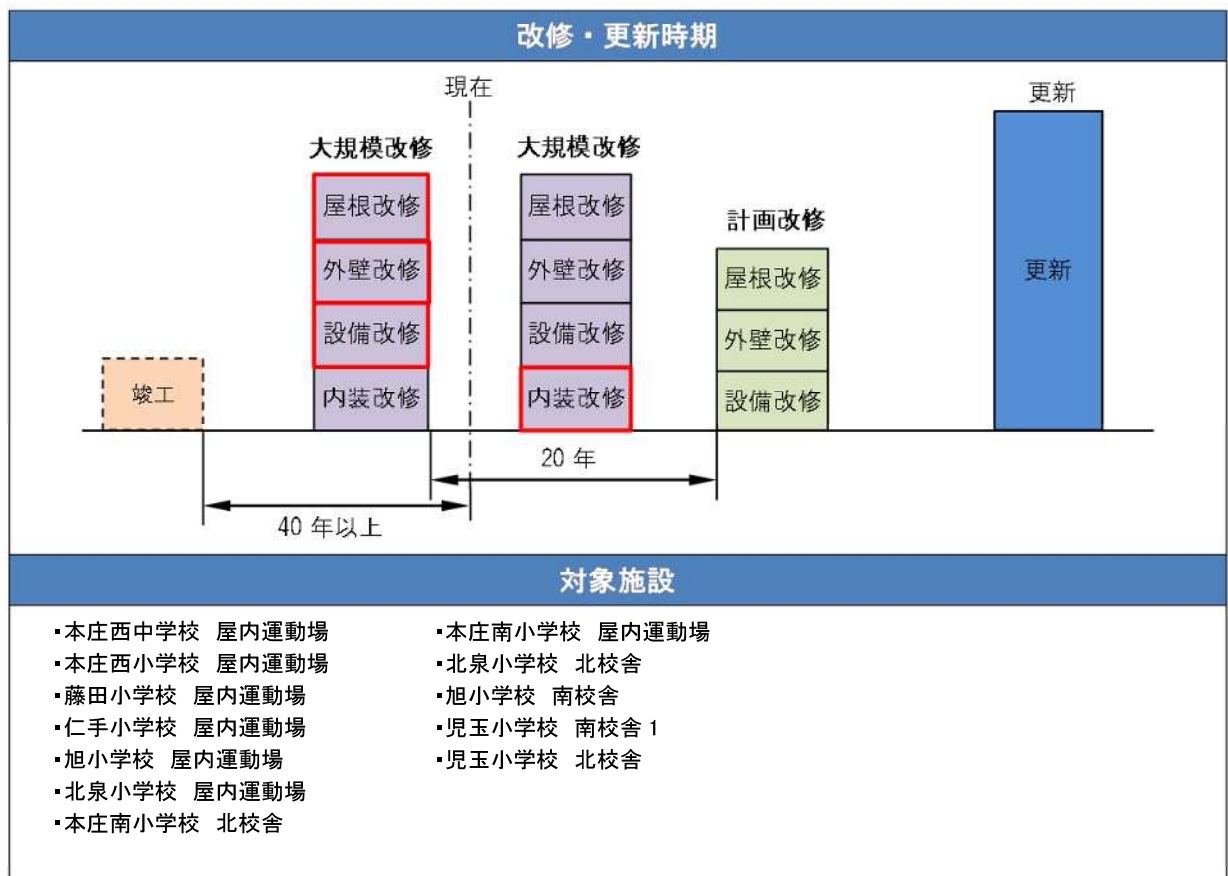 改修・更新時期
現在
更新
大規模改修
大規模改修
計画改修
屋根改修
外壁改修
設備改修
内装改修
屋根改修
外壁改修
設備改修
内装改修
屋根改修
外壁改修
設備改修
更新
竣工
20 年
40 年以上
対象施設
・本庄西中学校 屋内運動場
・本庄西小学校 屋内運動場
・藤田小学校 屋内運動場
・仁手小学校 屋内運動場
・旭小学校 屋内運動場
・北泉小学校 屋内運動場
・本庄南小学校 北校舎
・本庄南小学校 屋内運動場
・北泉小学校 北校舎
・旭小学校 南校舎
・児玉小学校 南校舎 1
・児玉小学校 北校舎